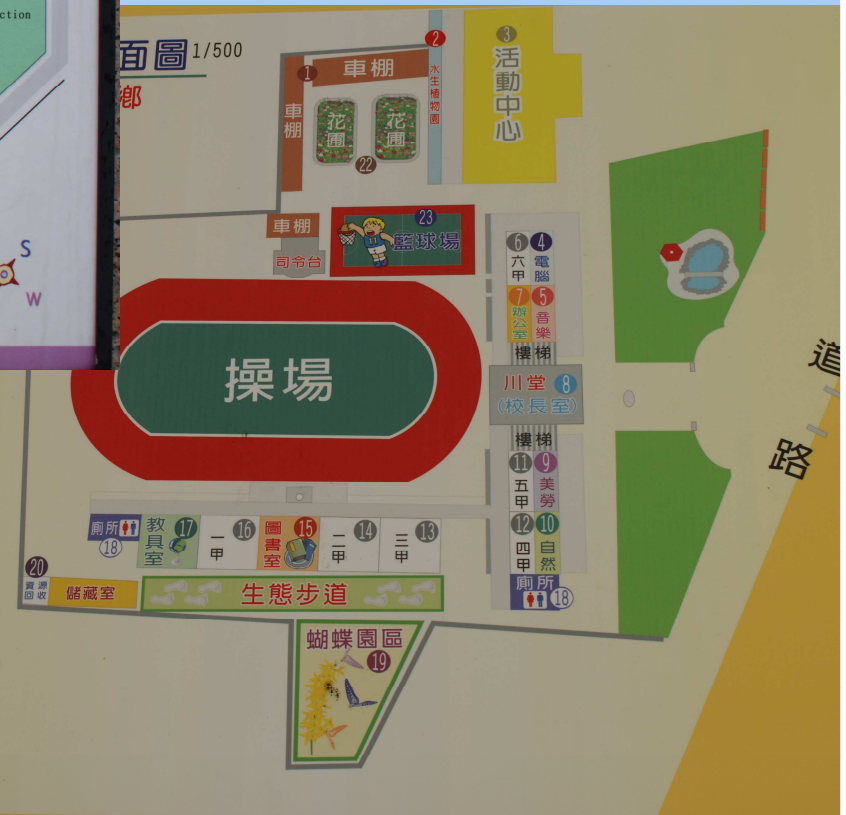 ction
面圖 1/500
鄉
S
W
1
車棚
車棚
花圃
花圃
22
2
水生植物園
3
活動中心
車棚
司令台
23
籃球場
6
4
六甲
電腦
7
5
辦公室
音樂
樓梯
川堂 8
(校長室)
樓梯
11
9
五甲
美勞
12
10
四甲
自然
廁所
18
操場
道
路
廁所
18
教具室
17
一甲
16
圖書室
15
二甲
14
三甲
13
20
資源回收
儲藏室
生態步道
蝴蝶園區
19